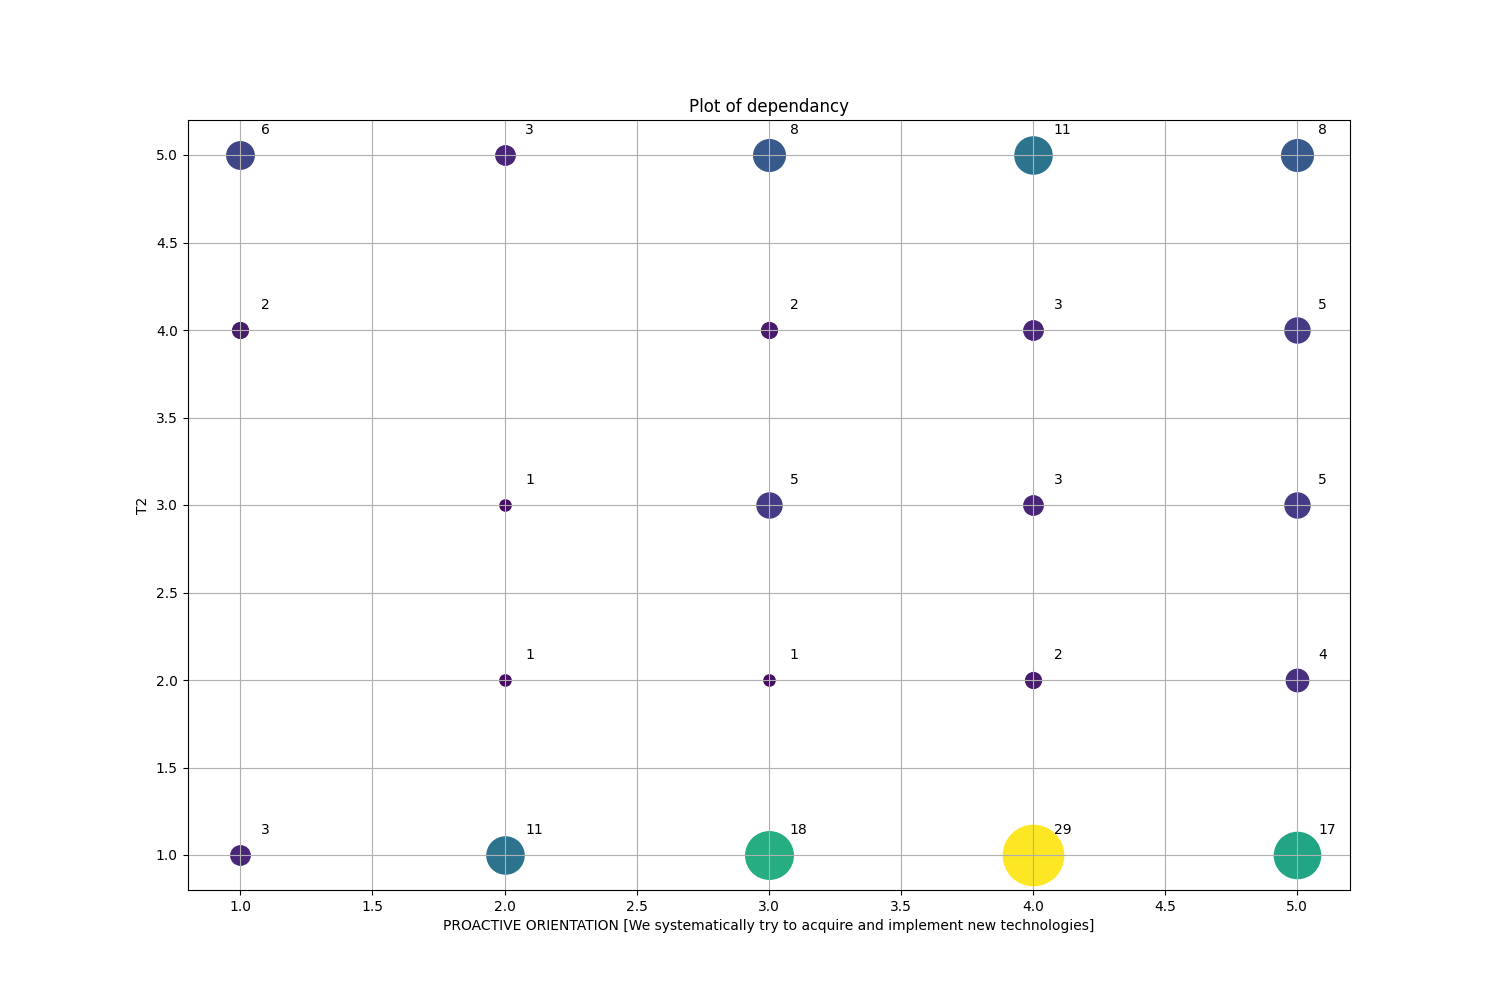 Plot of dependancy
6 3 8 11 8
5.0
4.5
2 2 3 5
4.0
3.5
1 5 3 5
3.0
T2
2.5
1 1 2 4
2.0
1.5
3 11 18 29 17
1.0
1.0 1.5 2.0 2.5 3.0 3.5 4.0 4.5 5.0
PROACTIVE ORIENTATION [We systematically try to acquire and implement new technologies]